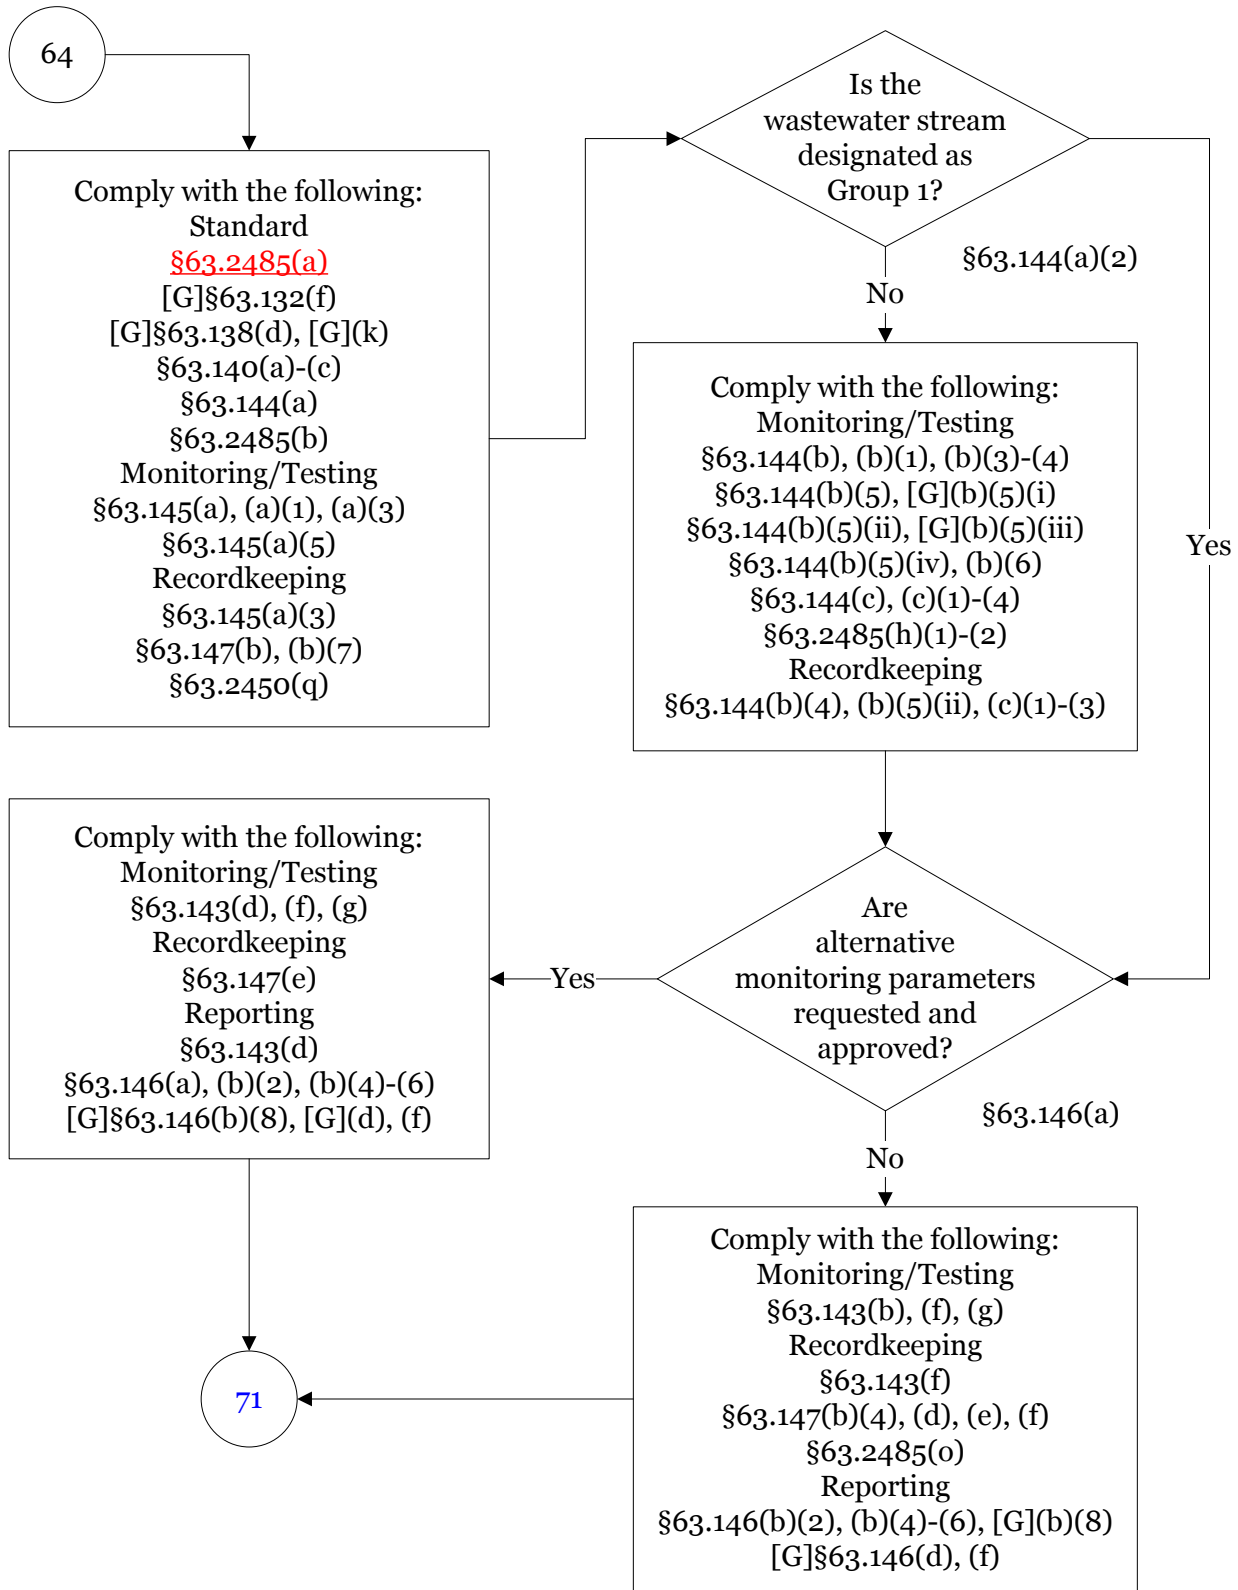 64
Comply with the following:
Standard
§63.2485(a)
[G]§63.132(f)
[G]§63.138(d), [G](k)
§63.140(a)-(c)
§63.144(a)
§63.2485(b)
Monitoring/Testing
§63.145(a), (a)(1), (a)(3)
§63.145(a)(5)
Recordkeeping
§63.145(a)(3)
§63.147(b), (b)(7)
§63.2450(q)
Is the
wastewater stream
designated as
Group 1?
§63.144(a)(2)
No
Yes
Comply with the following:
Monitoring/Testing
§63.144(b), (b)(1), (b)(3)-(4)
§63.144(b)(5), [G](b)(5)(i)
§63.144(b)(5)(ii), [G](b)(5)(iii)
§63.144(b)(5)(iv), (b)(6)
§63.144(c), (c)(1)-(4)
§63.2485(h)(1)-(2)
Recordkeeping
§63.144(b)(4), (b)(5)(ii), (c)(1)-(3)
Are
alternative
monitoring parameters
requested and
approved?
§63.146(a)
Yes
No
Comply with the following:
Monitoring/Testing
§63.143(d), (f), (g)
Recordkeeping
§63.147(e)
Reporting
§63.143(d)
§63.146(a), (b)(2), (b)(4)-(6)
[G]§63.146(b)(8), [G](d), (f)
Comply with the following:
Monitoring/Testing
§63.143(b), (f), (g)
Recordkeeping
§63.143(f)
§63.147(b)(4), (d), (e), (f)
§63.2485(o)
Reporting
§63.146(b)(2), (b)(4)-(6), [G](b)(8)
[G]§63.146(d), (f)
71